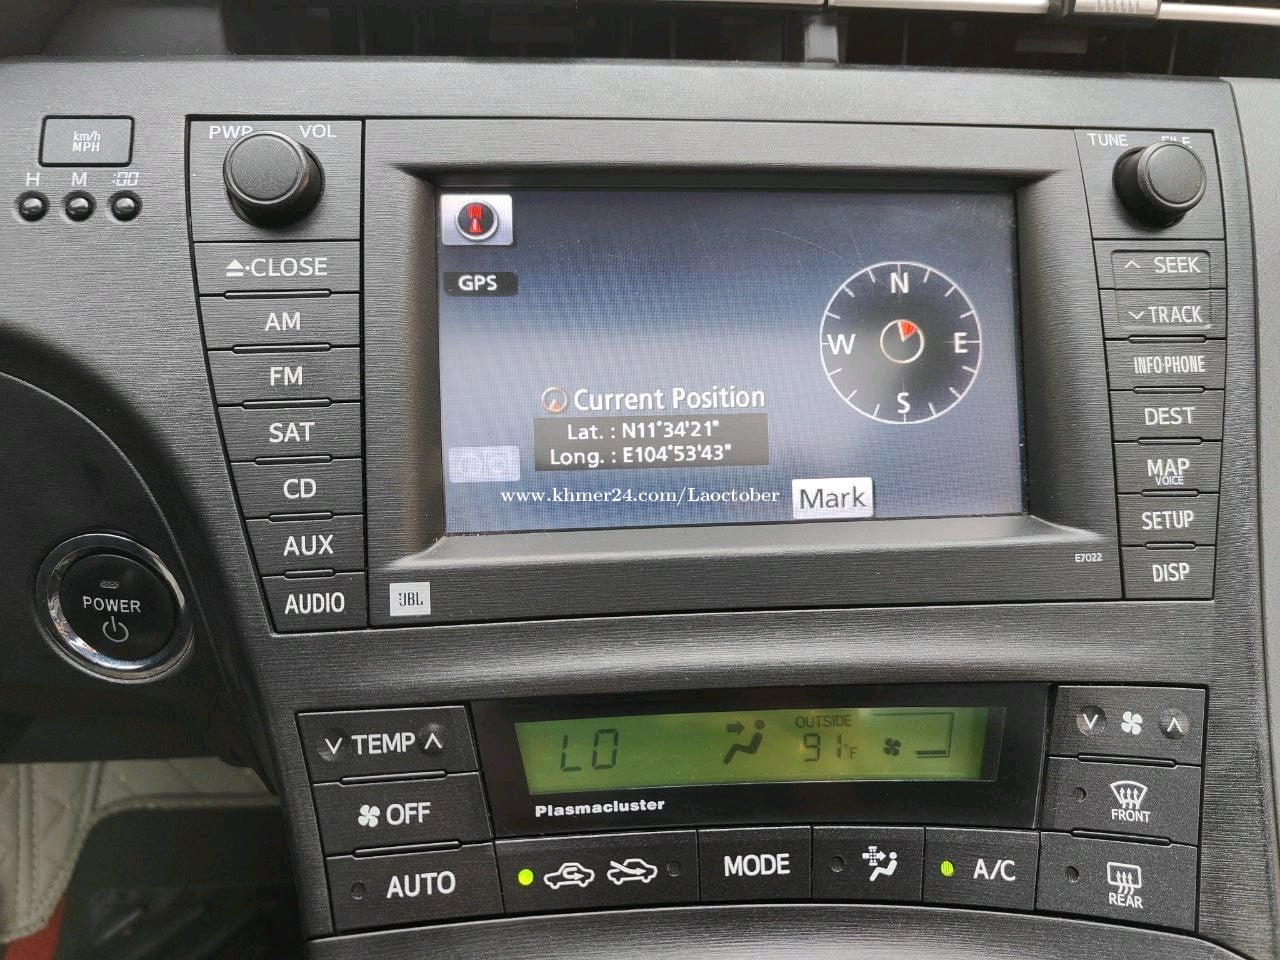 km/h
MPH
H M :00
PWR VOL
CLOSE
AM
FM
SAT
CD
AUX
AUDIO
POWER
GPS
N
W E
S
Current Position
Lat. : N11°34'21"
Long. : E104°53'43"
www.khmer24.com/Laoctober
Mark
JBL
E7022
TUNE FILE
SEEK
TRACK
INFO·PHONE
DEST
MAP
VOICE
SETUP
DISP
TEMP
OFF
AUTO
LO
OUTSIDE
91°F
Plasmacluster
MODE
A/C
FRONT
REAR